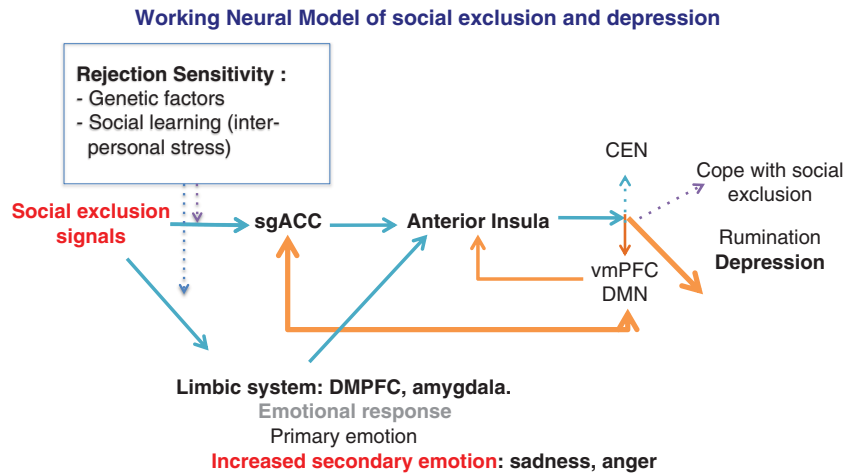 Working Neural Model of social exclusion and depression
Rejection Sensitivity :
- Genetic factors
- Social learning (inter-
personal stress)
CEN
Cope with social
exclusion
Social exclusion
signals
sgACC
Anterior Insula
Rumination
Depression
vmPFC
DMN
Limbic system: DMPFC, amygdala.
Emotional response
Primary emotion
Increased secondary emotion: sadness, anger